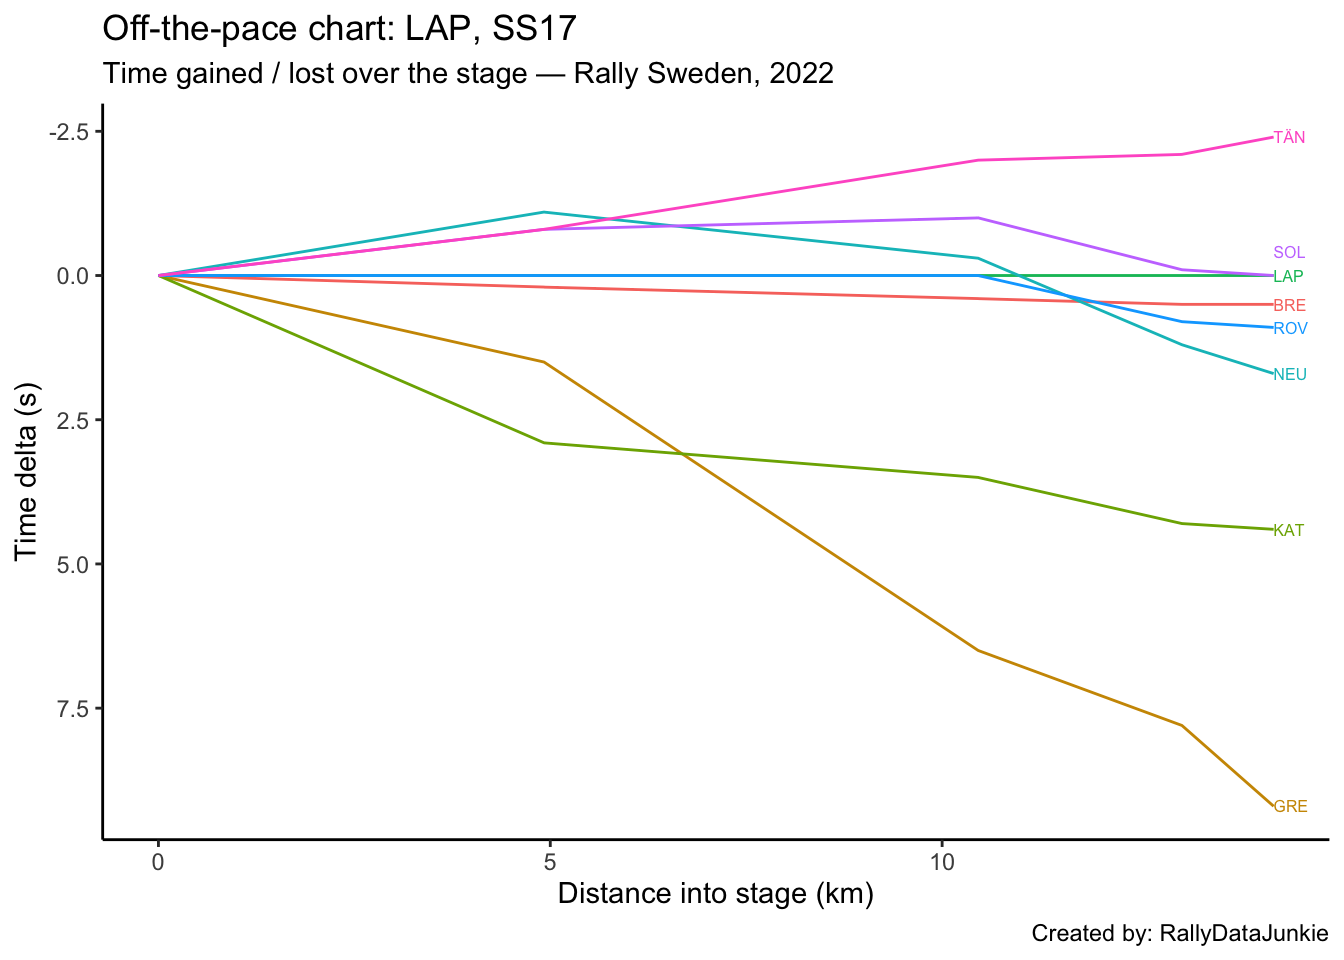 Off-the-pace chart: LAP, SS17
Time gained / lost over the stage — Rally Sweden, 2022
-2.5
0.0
2.5
5.0
7.5
Time delta (s)
TÄN
SOL
LAP
BRE
ROV
NEU
KAT
GRE
0
5
10
Distance into stage (km)
Created by: RallyDataJunkie